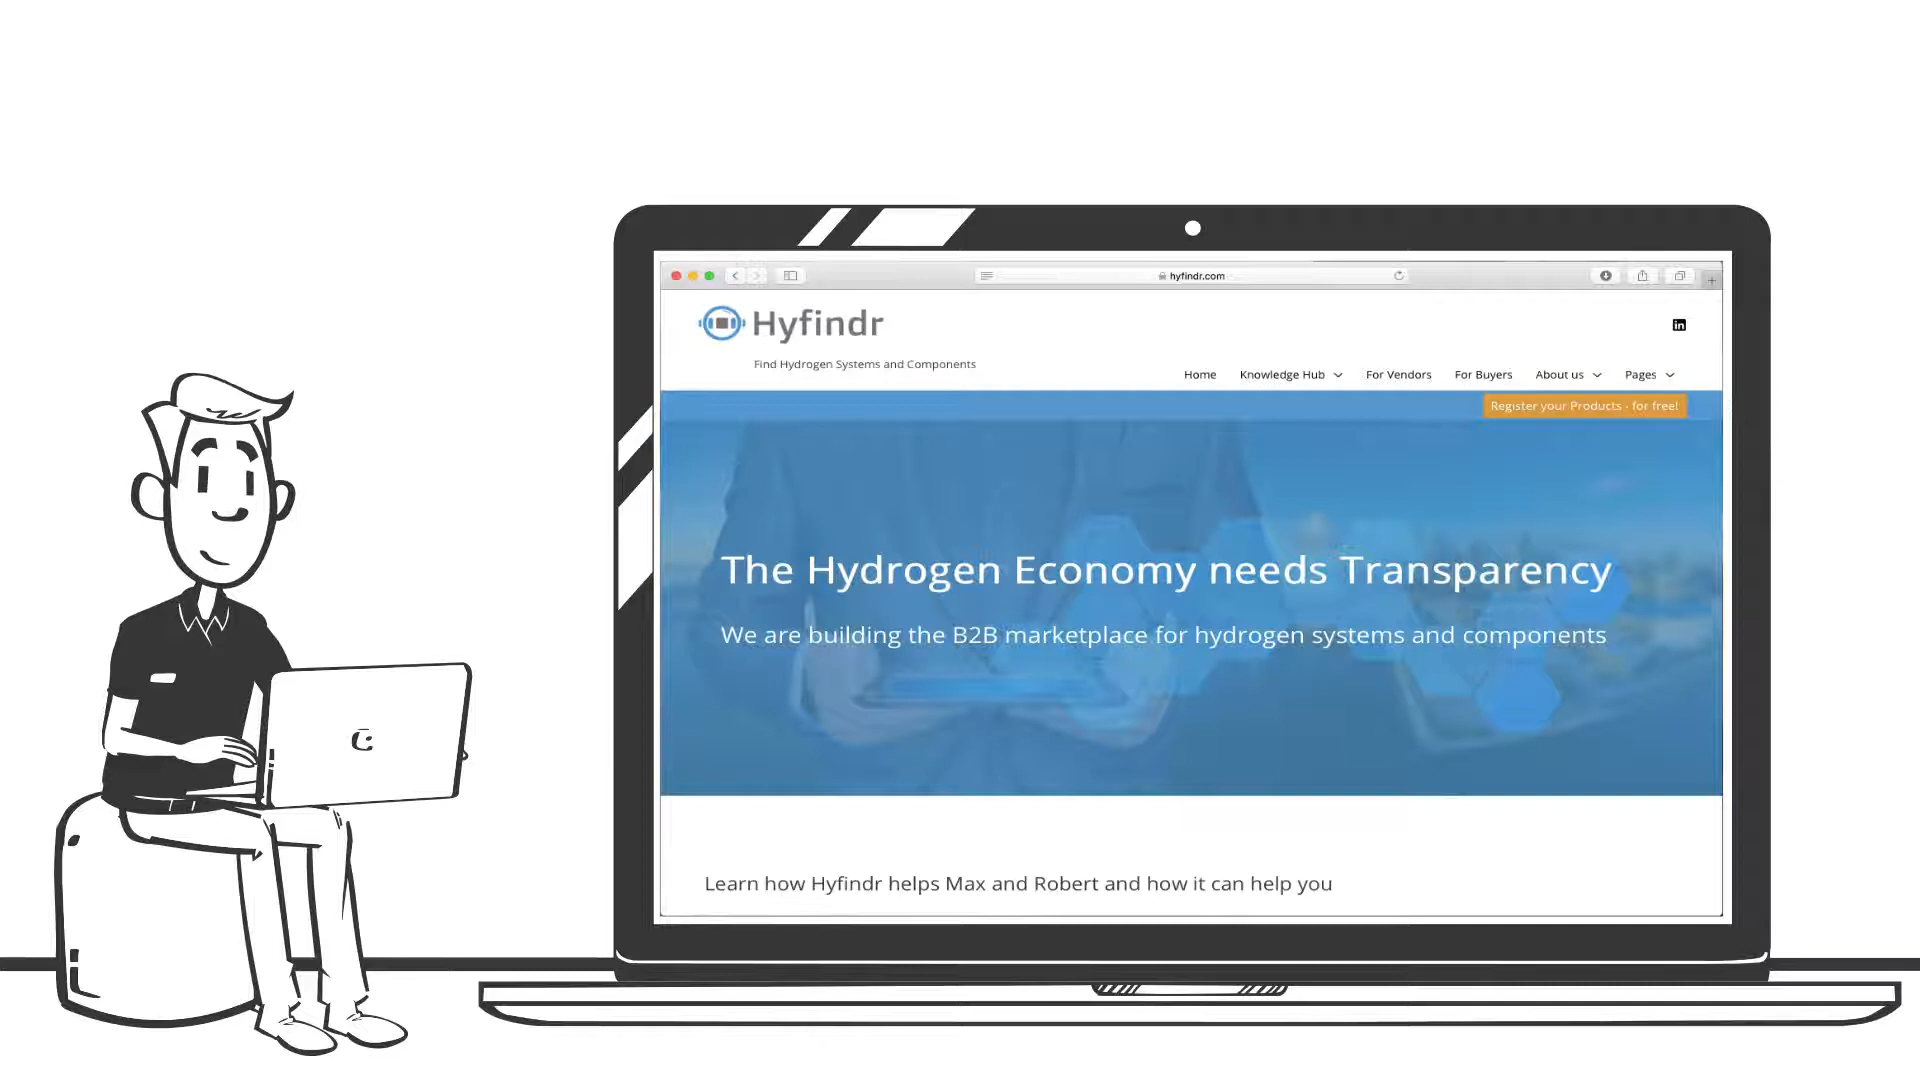 hyfindr.com
Hyfindr
in
Find Hydrogen Systems and Components
Home Knowledge Hub For Vendors For Buyers About us Pages
Register your Products - for free!
The Hydrogen Economy needs Transparency
We are building the B2B marketplace for hydrogen systems and components
Learn how Hyfindr helps Max and Robert and how it can help you